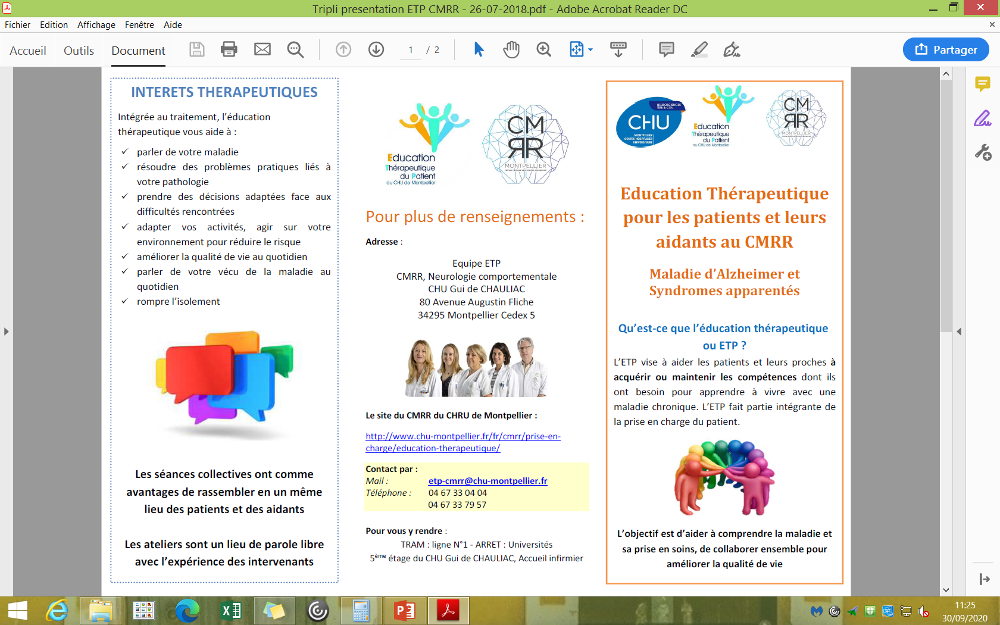 Tripli presentation ETP CMRR - 26-07-2018.pdf - Adobe Acrobat Reader DC
Fichier Edition Affichage Fenêtre Aide
Accueil Outils Document 1 / 2 Partager
INTERETS THERAPEUTIQUES
Intégrée au traitement, l’éducation
thérapeutique vous aide à :
✓ parler de votre maladie
✓ résoudre des problèmes pratiques liés à
votre pathologie
✓ prendre des décisions adaptées face aux
difficultés rencontrées
✓ adapter vos activités, agir sur votre
environnement pour réduire le risque
✓ améliorer la qualité de vie au quotidien
✓ parler de votre vécu de la maladie au
quotidien
✓ rompre l’isolement
Les séances collectives ont comme
avantages de rassembler en un même
lieu des patients et des aidants
Les ateliers sont un lieu de parole libre
avec l’expérience des intervenants
Education
Thérapeutique
du Patient
au CHU de Montpellier
CM
RR
MONTPELLIER
Pour plus de renseignements :
Adresse :
Equipe ETP
CMRR, Neurologie comportementale
CHU Gui de CHAULIAC
80 Avenue Augustin Fliche
34295 Montpellier Cedex 5
Le site du CMRR du CHRU de Montpellier :
http://www.chu-montpellier.fr/fr/cmrr/prise-en-
charge/education-therapeutique/
Contact par :
Mail : etp-cmrr@chu-montpellier.fr
Téléphone : 04 67 33 04 04
04 67 33 79 57
Pour vous y rendre :
TRAM : ligne N°1 - ARRET : Universités
5ème étage du CHU Gui de CHAULIAC, Accueil infirmier
NEUROSCIENCES
TÊTE & COU
CHU
MONTPELLIER
CENTRE HOSPITALIER
UNIVERSITAIRE
Education
Thérapeutique
du Patient
au CHU de Montpellier
CM
RR
MONTPELLIER
Education Thérapeutique
pour les patients et leurs
aidants au CMRR
Maladie d’Alzheimer et
Syndromes apparentés
Qu’est-ce que l’éducation thérapeutique
ou ETP ?
L’ETP vise à aider les patients et leurs proches à
acquérir ou maintenir les compétences dont ils
ont besoin pour apprendre à vivre avec une
maladie chronique. L’ETP fait partie intégrante de
la prise en charge du patient.
L’objectif est d’aider à comprendre la maladie et
sa prise en soins, de collaborer ensemble pour
améliorer la qualité de vie
11:25
30/09/2020